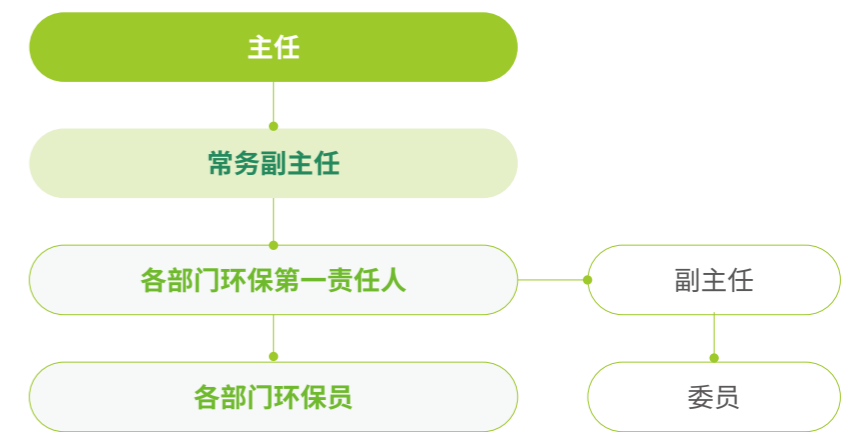 主任
常务副主任
各部门环保第一责任人
副主任
各部门环保员
委员